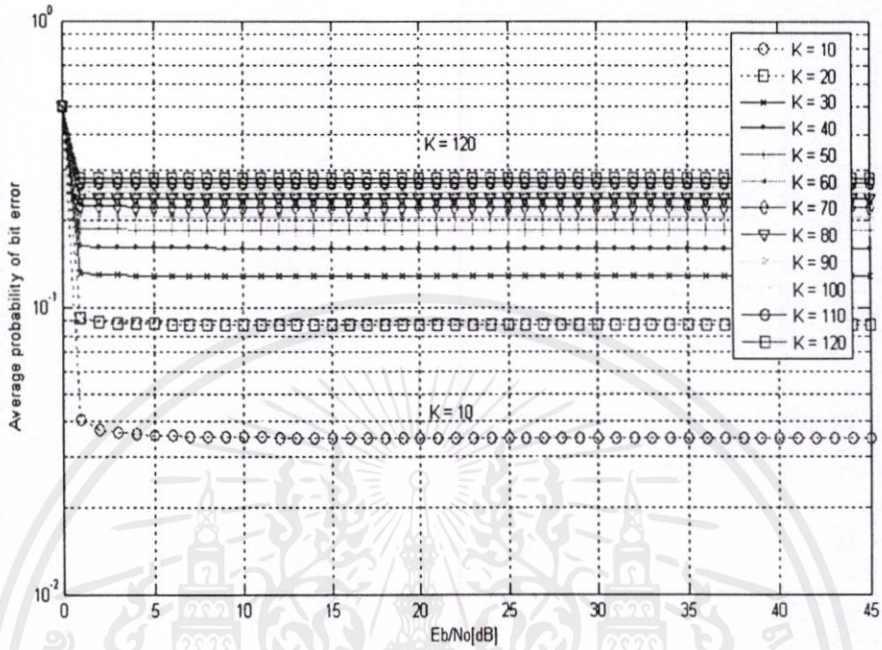 10^0
Average probability of bit error
K = 120
K = 10
K = 10
K = 20
K = 30
K = 40
K = 50
K = 60
K = 70
K = 80
K = 90
K = 100
K = 110
K = 120
10^-1
10^-2
0 5 10 15 20 25 30 35 40 45
Eb/No[dB]